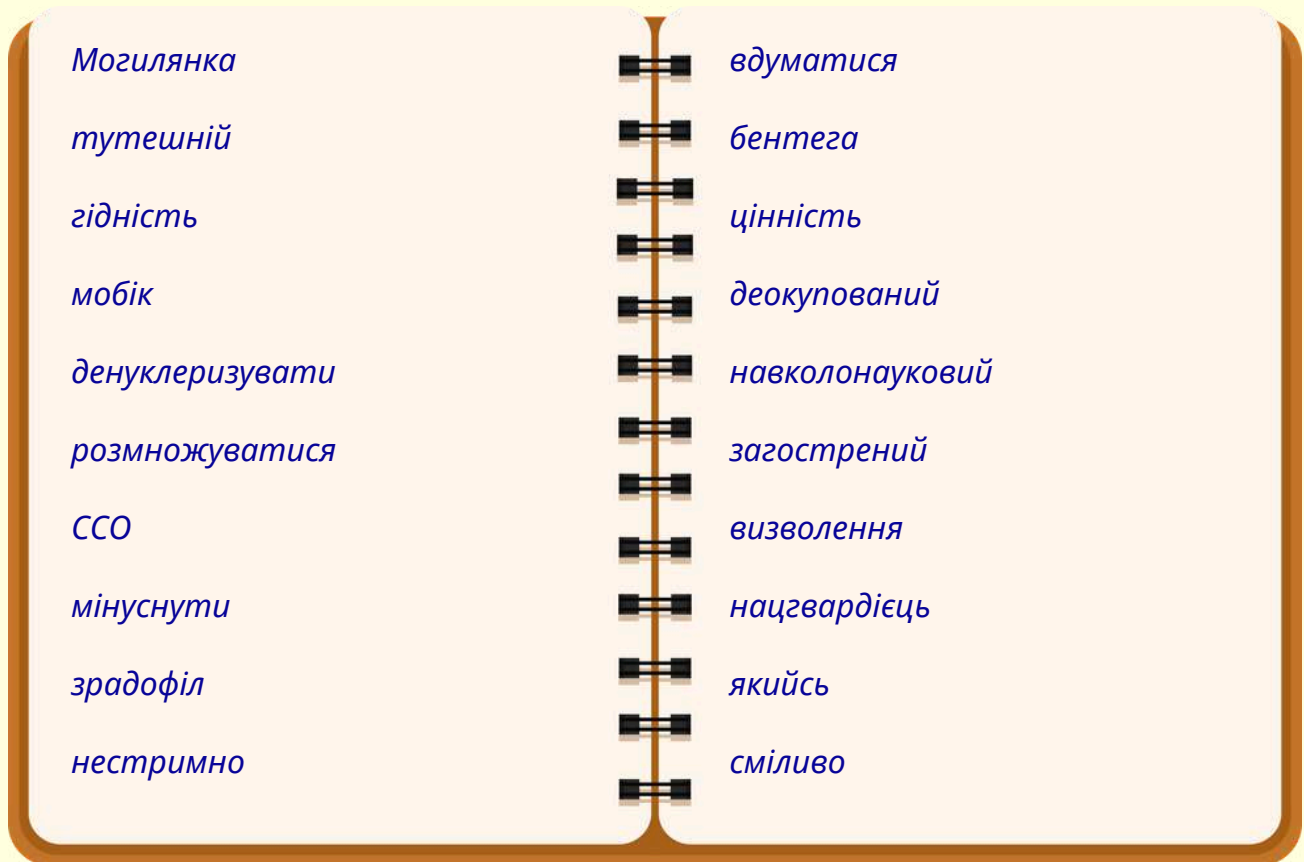 Могилянка
тутешній
гідність
мобік
денуклеризувати
розмножуватися
ССО
мінуснути
зрадофіл
нестримно
вдуматися
бентега
цінність
деокупований
навколонауковий
загострений
визволення
нацгвардієць
якийсь
сміливо